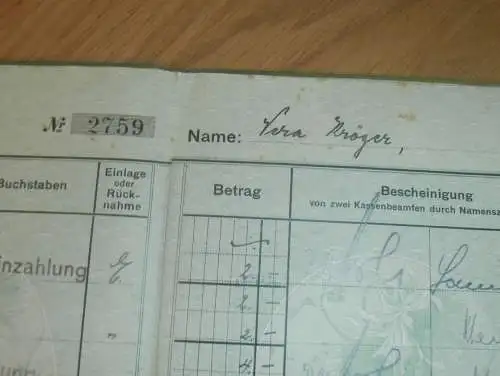 № 2759
Name: Vera Kröger,
Buchstaben
Einlage
oder
Rück-
nahme
Betrag
Bescheinigung
von zwei Kassenbeamten durch Namensz
inzahlung E
2 -
2 -
" 2 -
4 -